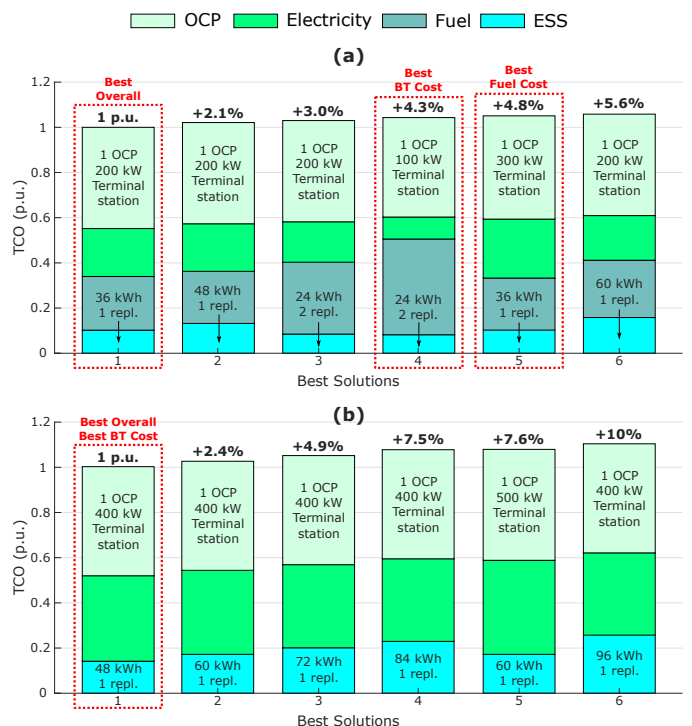 OCP Electricity Fuel ESS
(a)
Best Overall
Best BT Cost
Best Fuel Cost
1 p.u. +2.1% +3.0% +4.3% +4.8% +5.6%
TCO (p.u.)
1.2
1
0.8
0.6
0.4
0.2
0
1 OCP 200 kW Terminal station
1 OCP 200 kW Terminal station
1 OCP 200 kW Terminal station
1 OCP 100 kW Terminal station
1 OCP 300 kW Terminal station
1 OCP 200 kW Terminal station
36 kWh 1 repl.
48 kWh 1 repl.
24 kWh 2 repl.
24 kWh 2 repl.
36 kWh 1 repl.
60 kWh 1 repl.
1 2 3 4 5 6
Best Solutions
(b)
Best Overall
Best BT Cost
1 p.u. +2.4% +4.9% +7.5% +7.6% +10%
TCO (p.u.)
1.2
1
0.8
0.6
0.4
0.2
0
1 OCP 400 kW Terminal station
1 OCP 400 kW Terminal station
1 OCP 400 kW Terminal station
1 OCP 400 kW Terminal station
1 OCP 500 kW Terminal station
1 OCP 400 kW Terminal station
48 kWh 1 repl.
60 kWh 1 repl.
72 kWh 1 repl.
84 kWh 1 repl.
60 kWh 1 repl.
96 kWh 1 repl.
1 2 3 4 5 6
Best Solutions